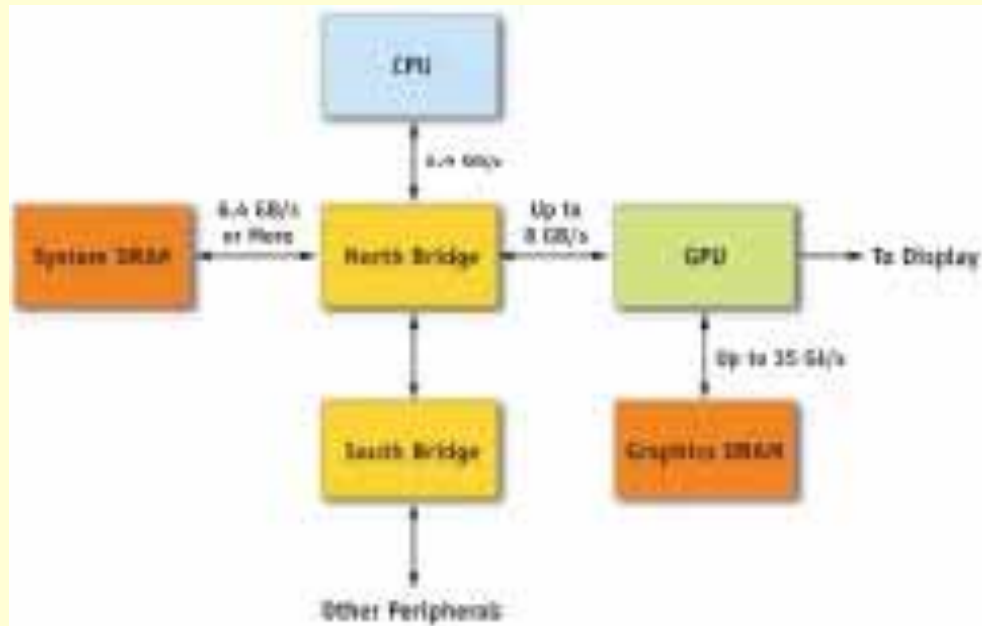 CPU
GB/s
6.4 GB/s
or More
Up to
8 GB/s
System DRAM
North Bridge
GPU
To Display
Up to 35 GB/s
South Bridge
Graphics DRAM
Other Peripherals